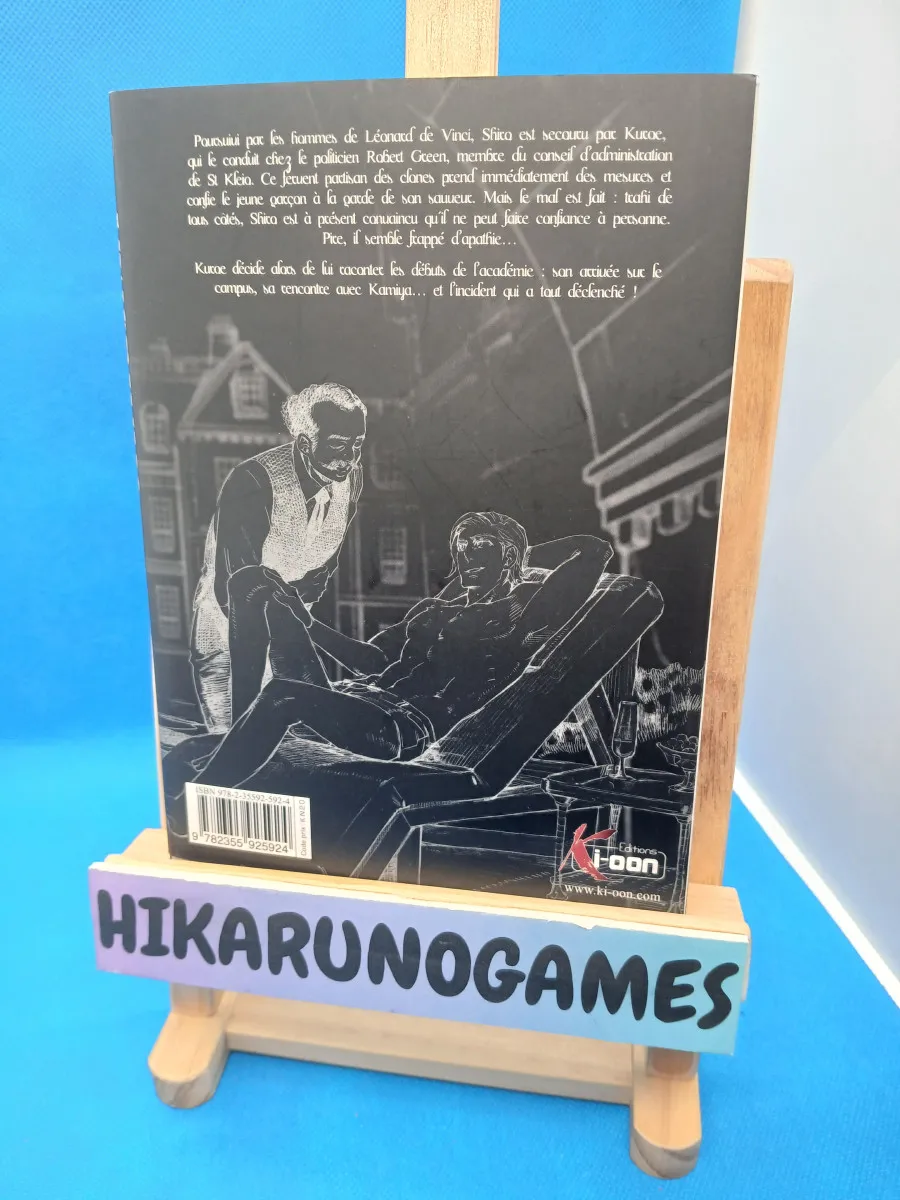 Poursuivi par les hommes de Léonard de Vinci, Shiro est secouru par Kuroe,
qui le conduit chez le politicien Robert Green, membre du conseil d'administration
de St Kleio. Ce fervent partisan des clones prend immédiatement des mesures et
confie le jeune garçon à la garde de son sauveur. Mais le mal est fait : trahi de
tous côtés, Shiro est à présent convaincu qu'il ne peut faire confiance à personne.
Pire, il semble frappé d'apathie...
Kuroe décide alors de lui raconter les débuts de l'académie : son arrivée sur le
campus, sa rencontre avec Kamiya... et l'incident qui a tout déclenché !
ISBN 978-2-35592-592-4
9 782355 925924
Code prix : KN20
Editions
Ki-oon
www.ki-oon.com
HIKARUNOGAMES